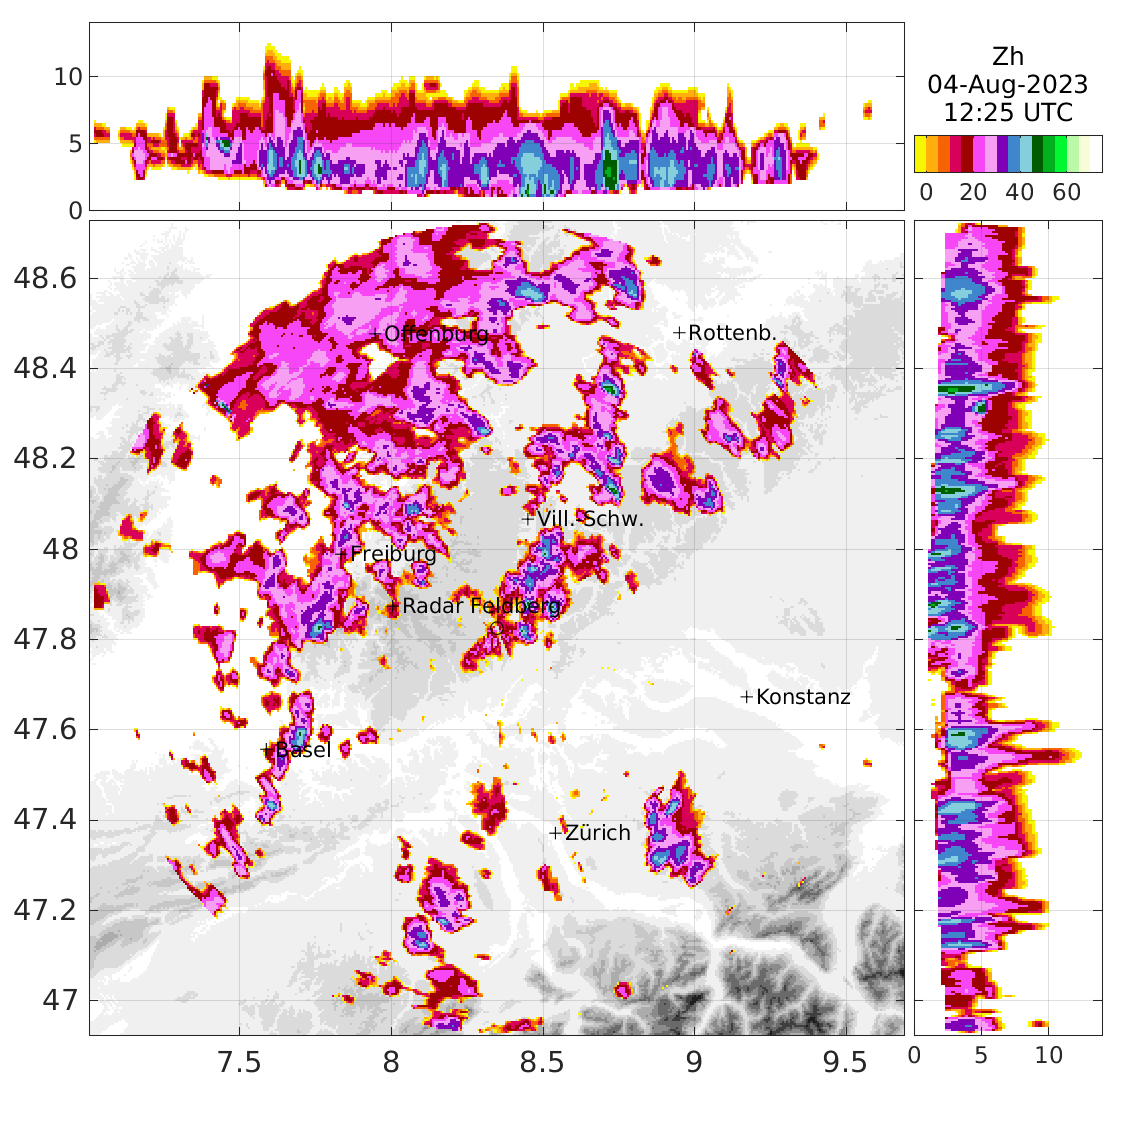 10
5
0
Zh
04-Aug-2023
12:25 UTC
0 20 40 60
48.6
48.4
48.2
48
47.8
47.6
47.4
47.2
47
Offenburg
Rottenb.
Vill.-Schw.
Freiburg
Radar Feldberg
Konstanz
Basel
Zürich
7.5 8 8.5 9 9.5
0 5 10